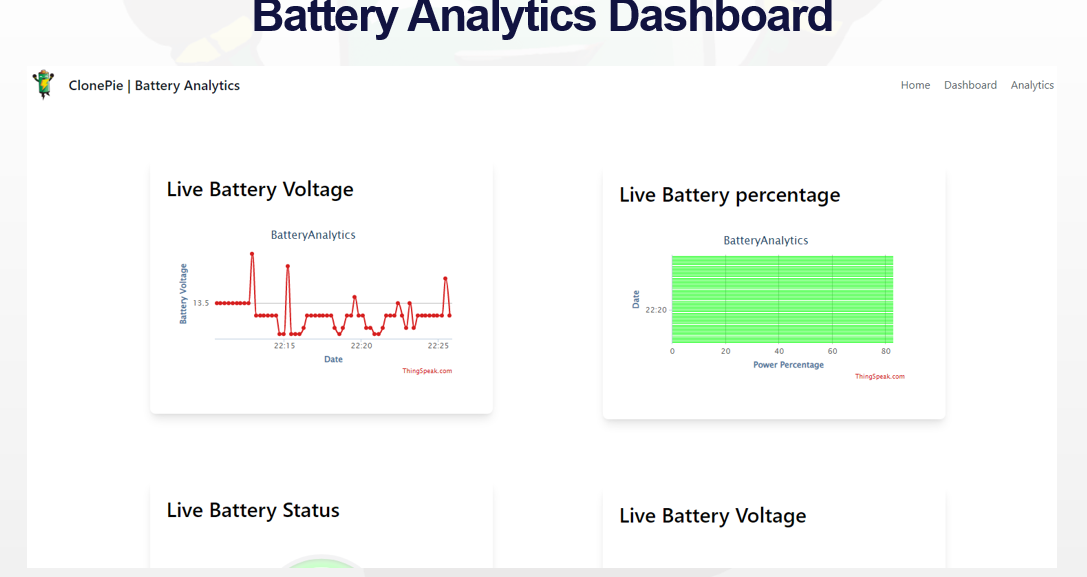 Battery Analytics Dashboard
ClonePie | Battery Analytics
Home Dashboard Analytics
Live Battery Voltage
BatteryAnalytics
Battery Voltage
13.5
22:15 22:20 22:25
Date
ThingSpeak.com
Live Battery percentage
BatteryAnalytics
Date
22:20
0 20 40 60 80
Power Percentage
ThingSpeak.com
Live Battery Status
Live Battery Voltage